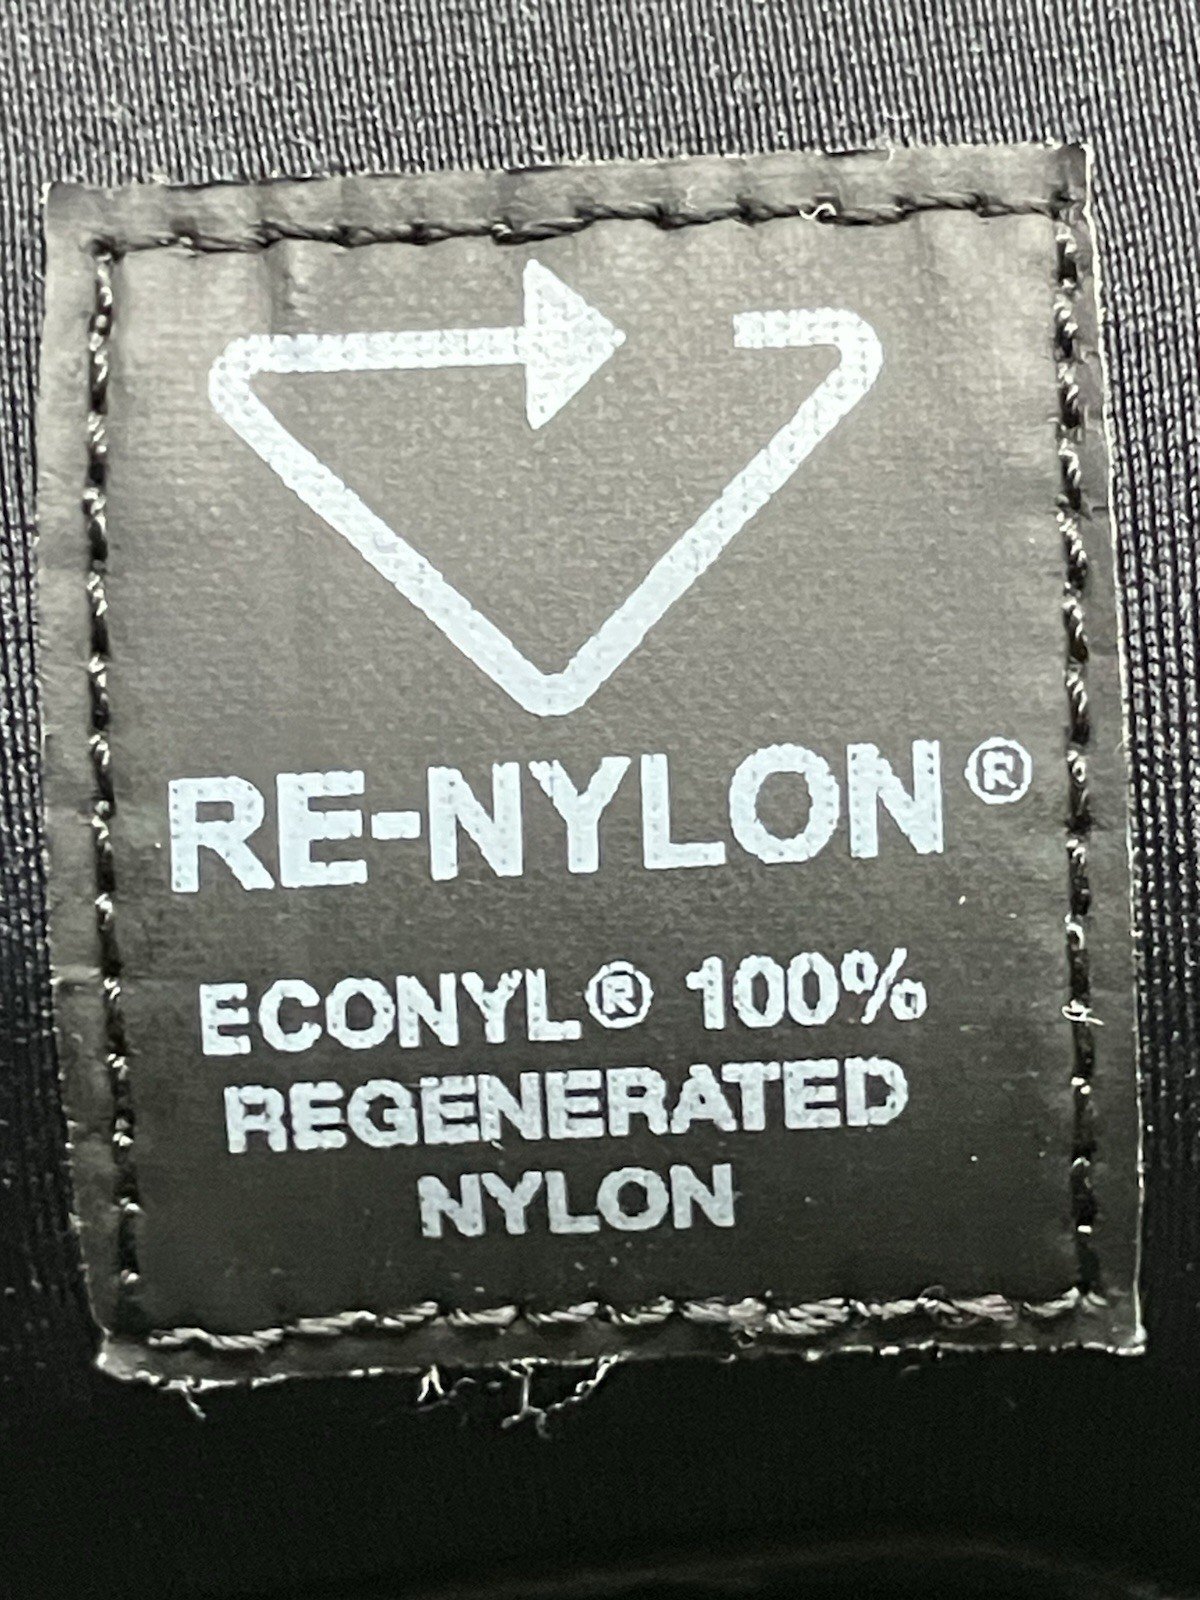 RE-NYLON®
ECONYL® 100%
REGENERATED
NYLON